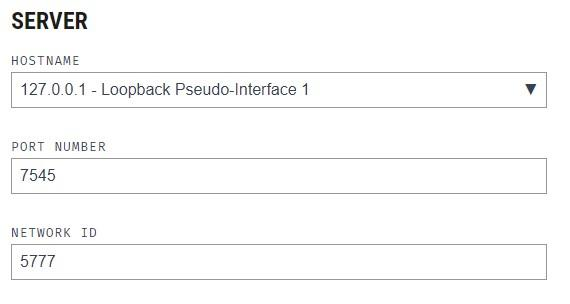 SERVER
HOSTNAME
127.0.0.1 - Loopback Pseudo-Interface 1
PORT NUMBER
7545
NETWORK ID
5777